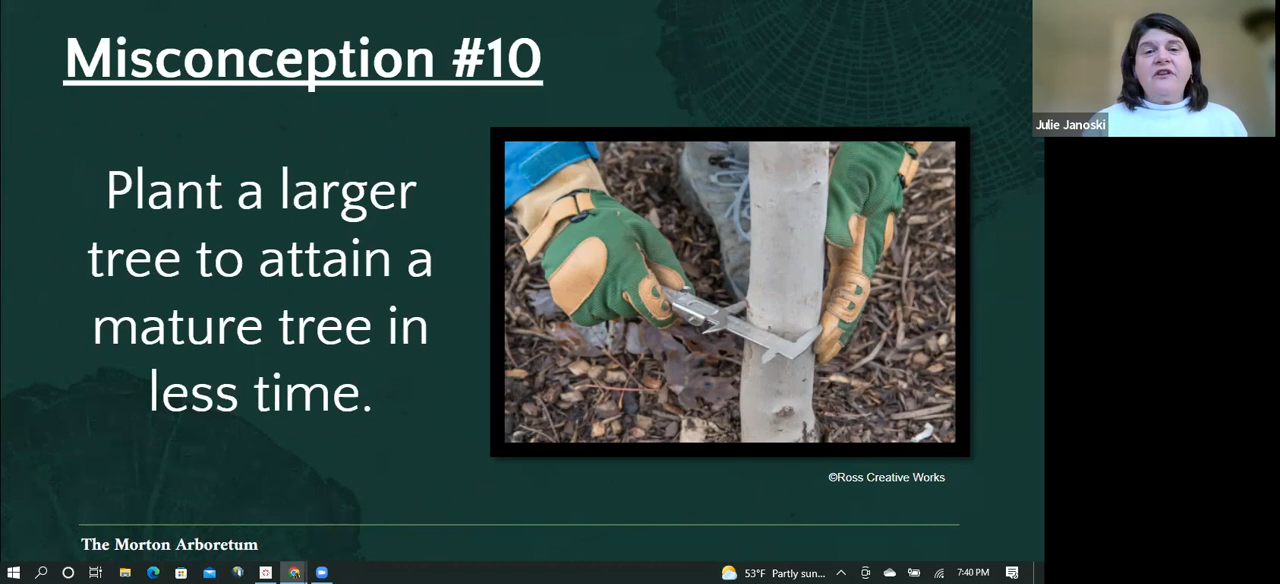 Misconception #10
Julie Janoski
Plant a larger
tree to attain a
mature tree in
less time.
©Ross Creative Works
The Morton Arboretum
53°F Partly sun...
7:40 PM